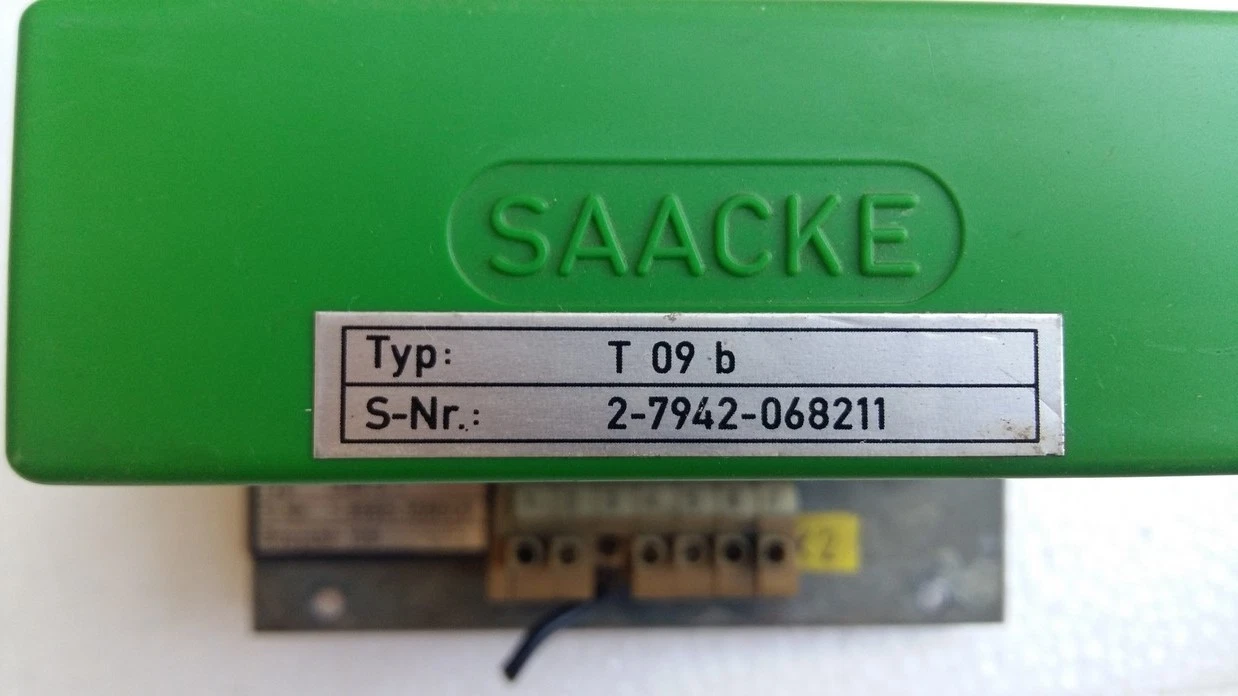 SAACKE
Typ: T 09 b
S-Nr.: 2-7942-068211